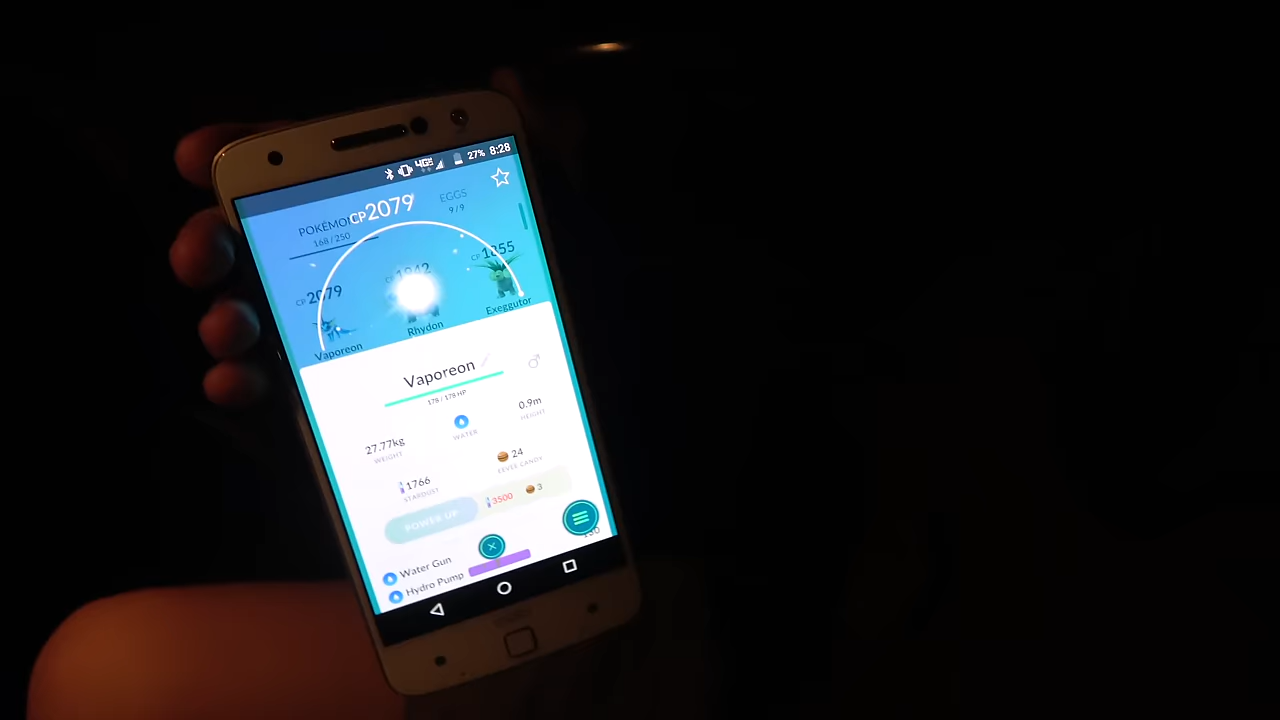 4G 27% 8:28
CP2079
POKÉMON EGGS
168 / 250 9 / 9
CP 2079 CP 1942 CP 1855
Vaporeon Rhydon Exeggutor
Vaporeon
178 / 178 HP
27.77kg 0.9m
WEIGHT WATER HEIGHT
1766 24
STARDUST EEVEE CANDY
POWER UP 3500 3
Water Gun
Hydro Pump